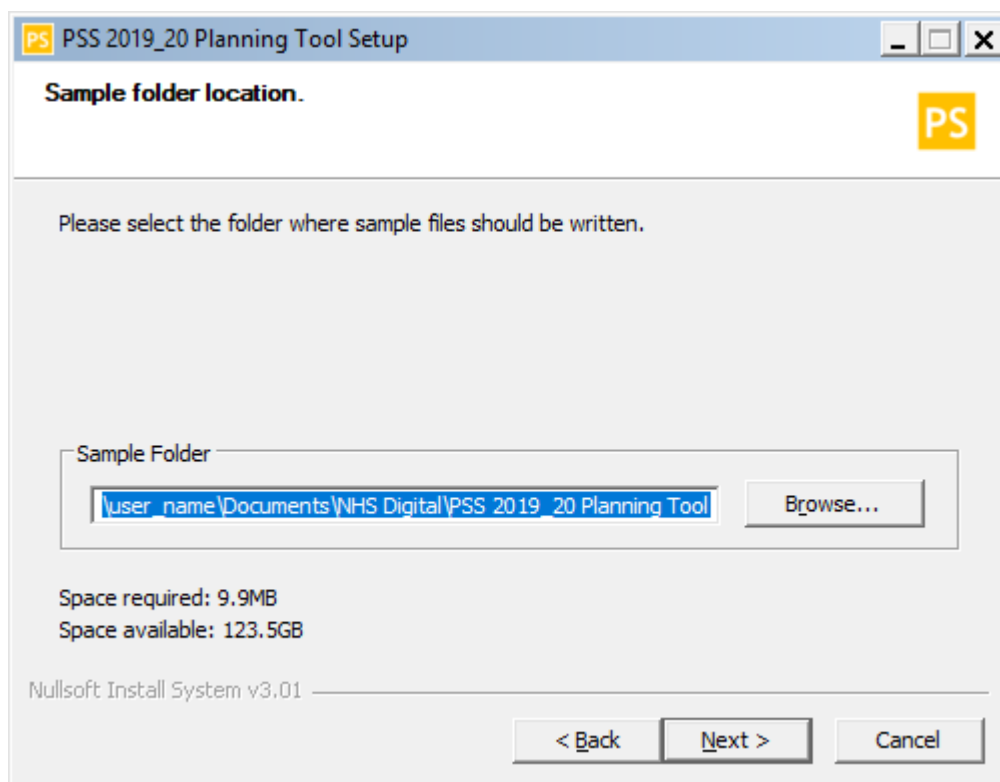 PS PSS 2019_20 Planning Tool Setup
Sample folder location.
PS
Please select the folder where sample files should be written.
Sample Folder
\user_name\Documents\NHS Digital\PSS 2019_20 Planning Tool
Browse...
Space required: 9.9MB
Space available: 123.5GB
Nullsoft Install System v3.01
< Back Next > Cancel